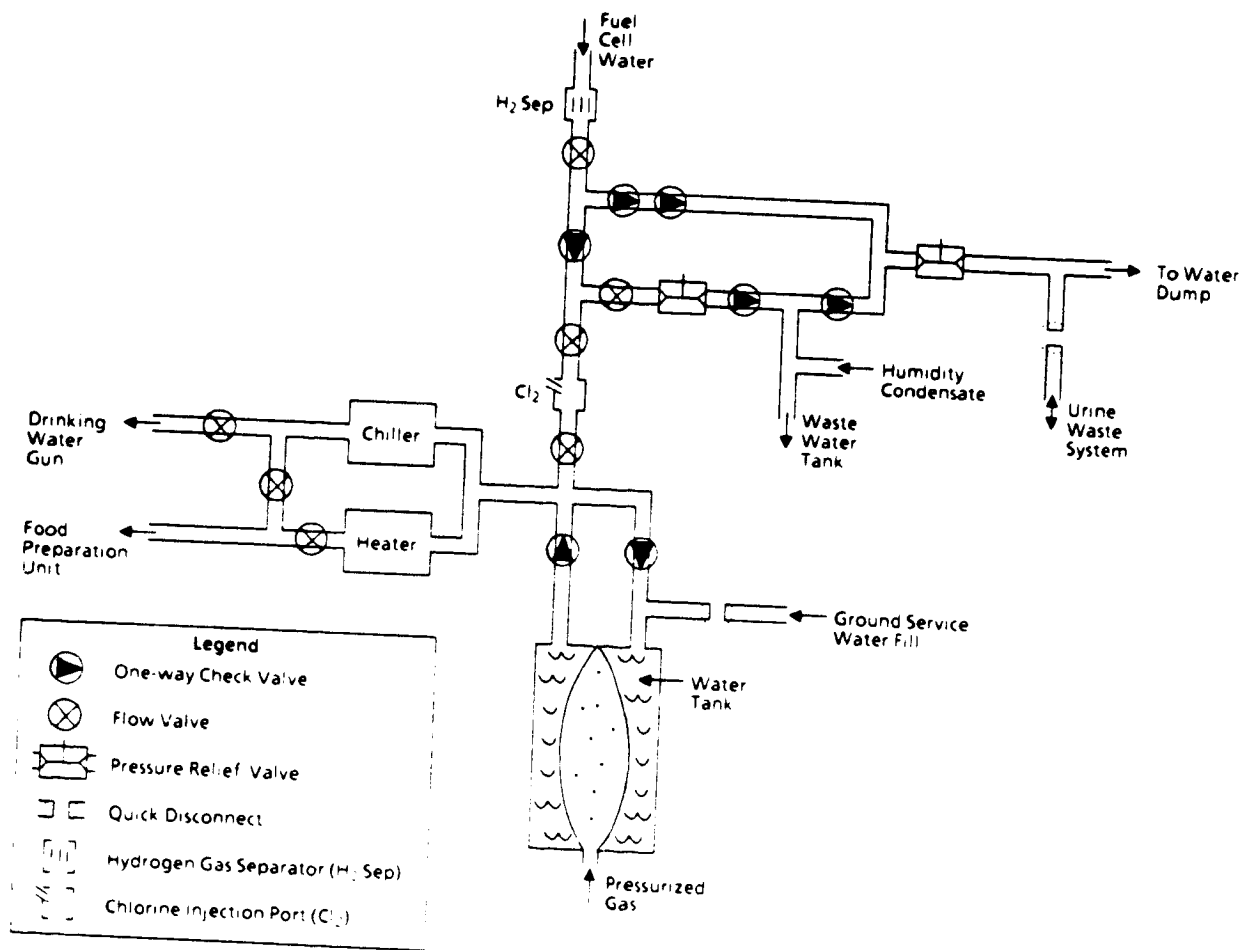 Fuel
Cell
Water
H₂ Sep
To Water
Dump
Humidity
Condensate
Cl₂
Waste
Water
Tank
Urine
Waste
System
Drinking
Water
Gun
Chiller
Food
Preparation
Unit
Heater
Ground Service
Water Fill
Water
Tank
Pressurized
Gas
Legend
One-way Check Valve
Flow Valve
Pressure Relief Valve
Quick Disconnect
Hydrogen Gas Separator (H₂ Sep)
Chlorine Injection Port (Cl₂)